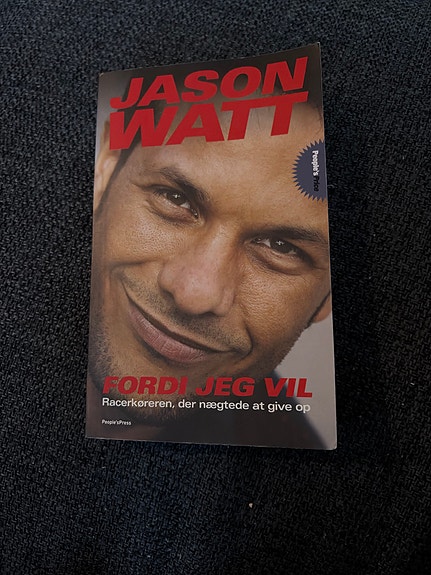 JASON
WATT
People's Price
FORDI JEG VIL
Racerkøreren, der nægtede at give op
People'sPress